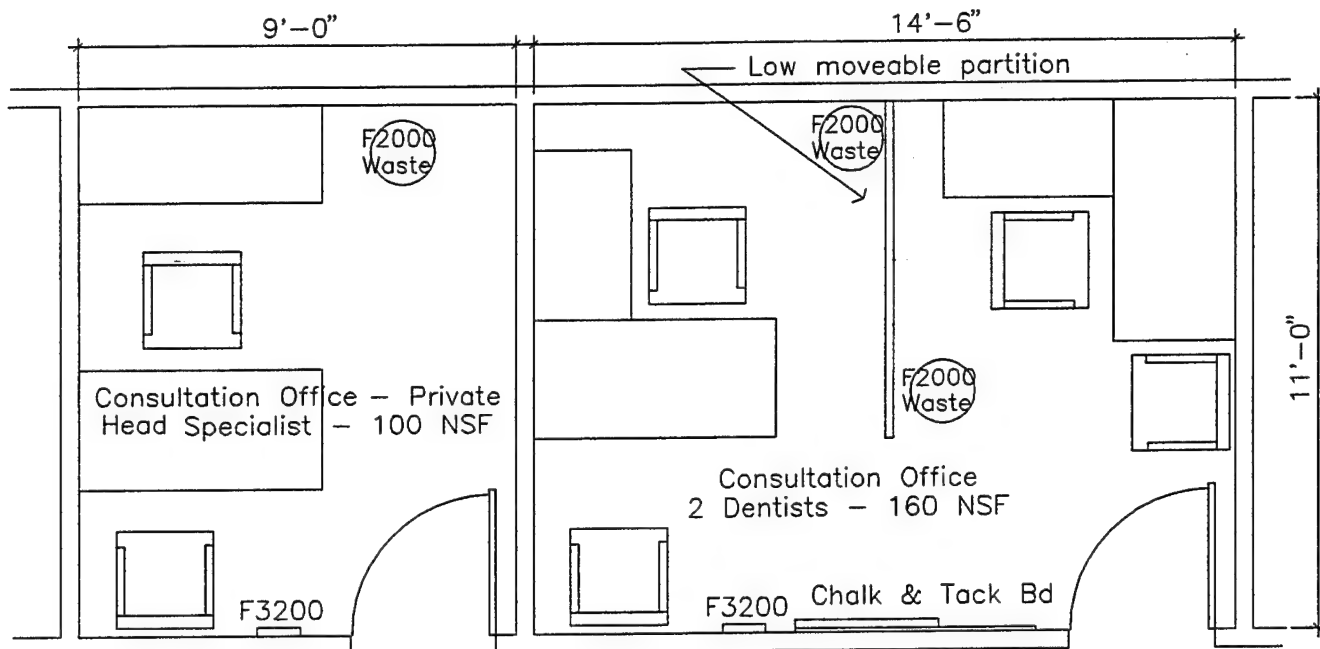 9'-0"
14'-6"
Low moveable partition
F2000
Waste
F2000
Waste
11'-0"
F2000
Waste
Consultation Office - Private
Head Specialist - 100 NSF
Consultation Office
2 Dentists - 160 NSF
F3200
F3200
Chalk & Tack Bd